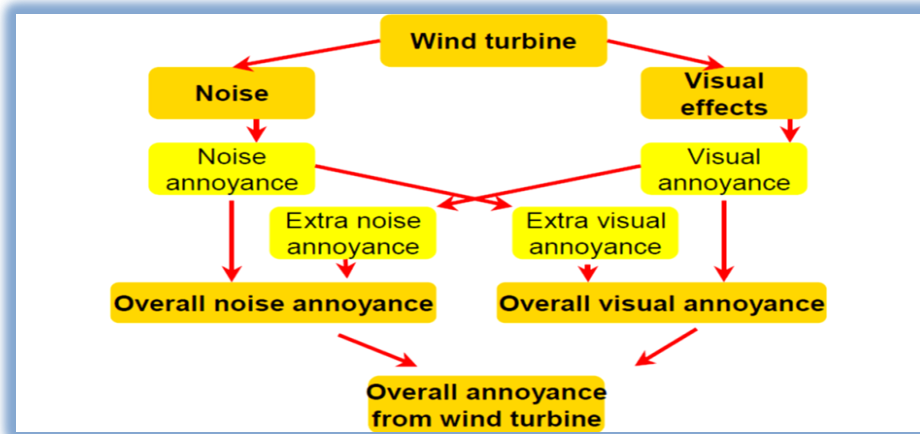 Wind turbine
Noise
Visual
effects
Noise
annoyance
Visual
annoyance
Extra noise
annoyance
Extra visual
annoyance
Overall noise annoyance
Overall visual annoyance
Overall annoyance
from wind turbine